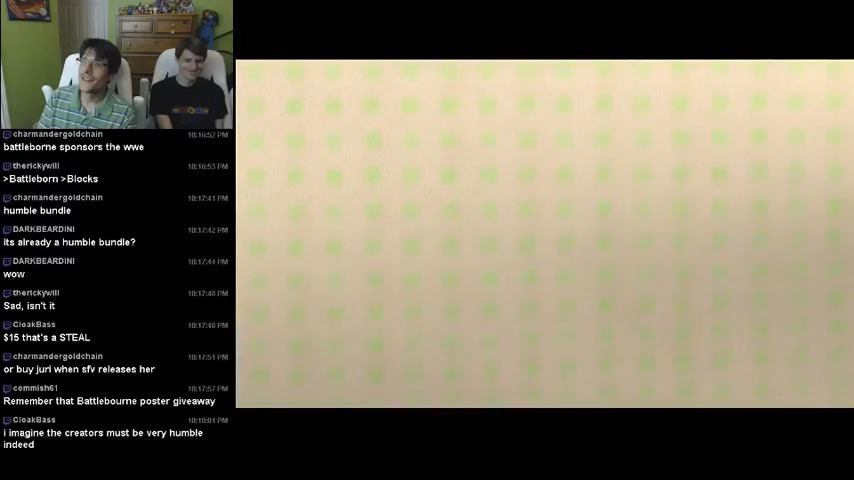 charmandergoldchain 10:16:52 PM
battleborne sponsors the wwe
therickywill 10:16:53 PM
>Battleborn >Blocks
charmandergoldchain 10:17:41 PM
humble bundle
DARKBEARDINI 10:17:42 PM
its already a humble bundle?
DARKBEARDINI 10:17:44 PM
wow
therickywill 10:17:48 PM
Sad, isn't it
CloakBass 10:17:48 PM
$15 that's a STEAL
charmandergoldchain 10:17:51 PM
or buy juri when sfv releases her
commish61 10:17:57 PM
Remember that Battlebourne poster giveaway
CloakBass 10:18:01 PM
i imagine the creators must be very humble
indeed